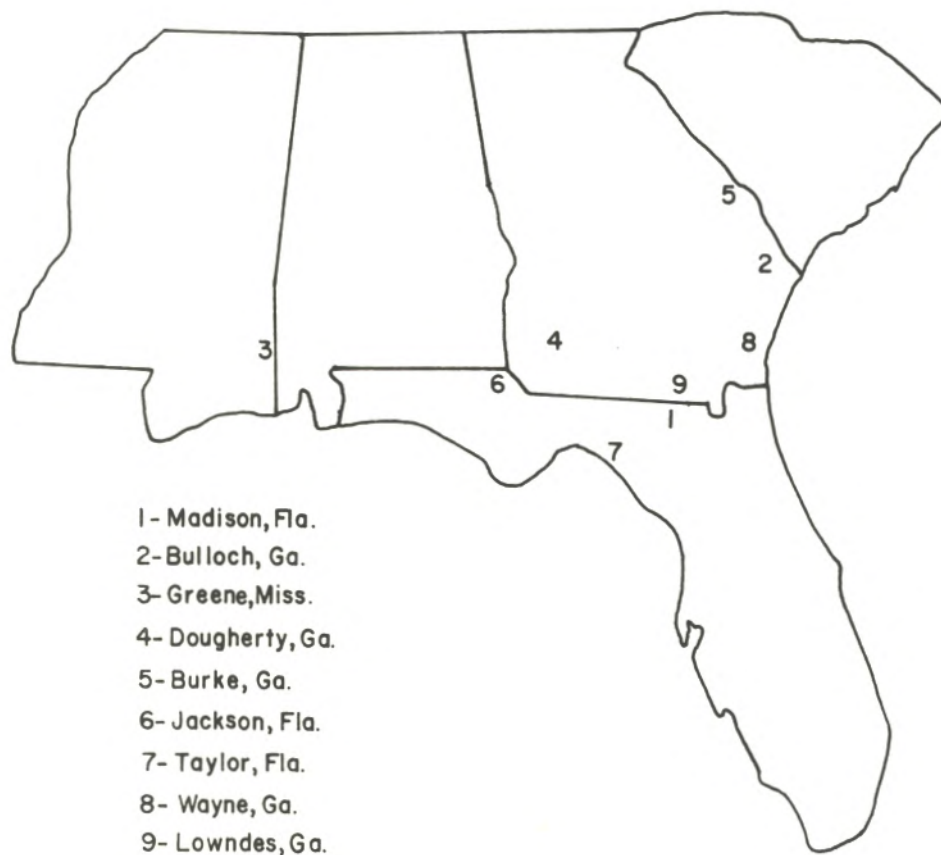 5
2
3
4
8
6
9
1
7
1- Madison, Fla.
2- Bulloch, Ga.
3- Greene, Miss.
4- Dougherty, Ga.
5- Burke, Ga.
6- Jackson, Fla.
7- Taylor, Fla.
8- Wayne, Ga.
9- Lowndes, Ga.